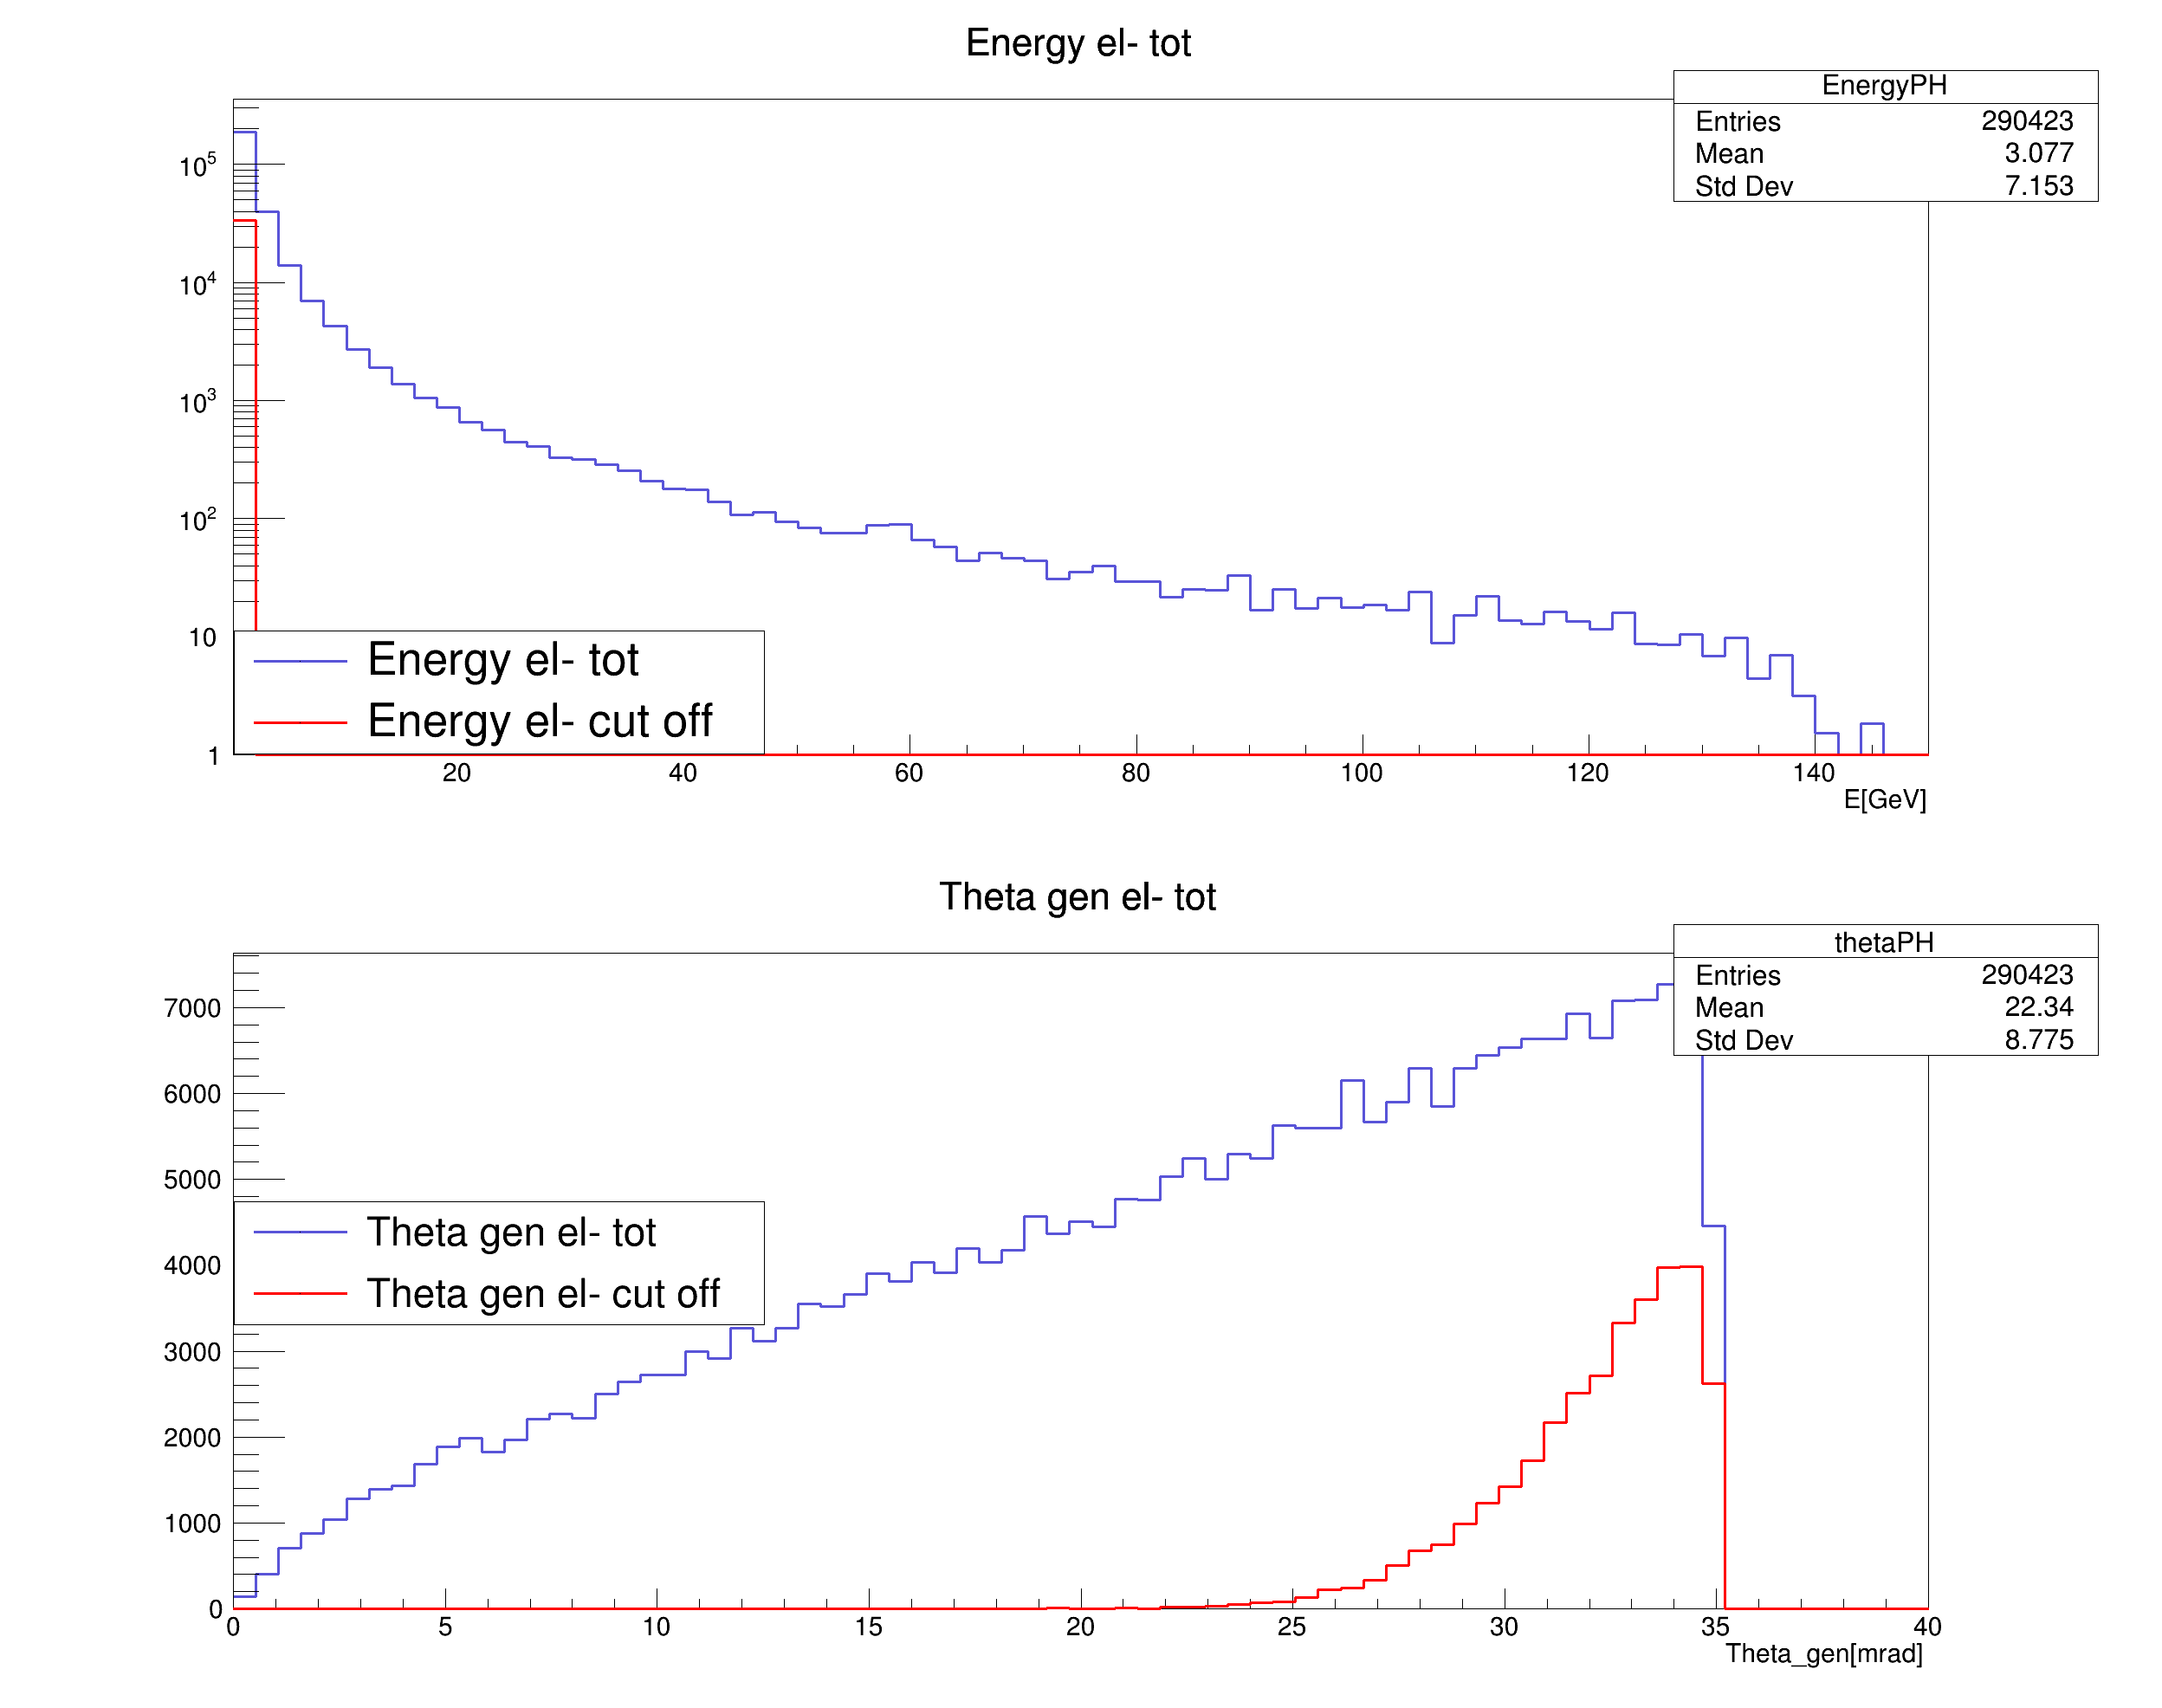 Energy el- tot
EnergyPH
Entries 290423
Mean 3.077
Std Dev 7.153
10^5
10^4
10^3
10^2
10
1
Energy el- tot
Energy el- cut off
20 40 60 80 100 120 140
E[GeV]
Theta gen el- tot
thetaPH
Entries 290423
Mean 22.34
Std Dev 8.775
7000
6000
5000
4000
3000
2000
1000
0
Theta gen el- tot
Theta gen el- cut off
0 5 10 15 20 25 30 35 40
Theta_gen[mrad]